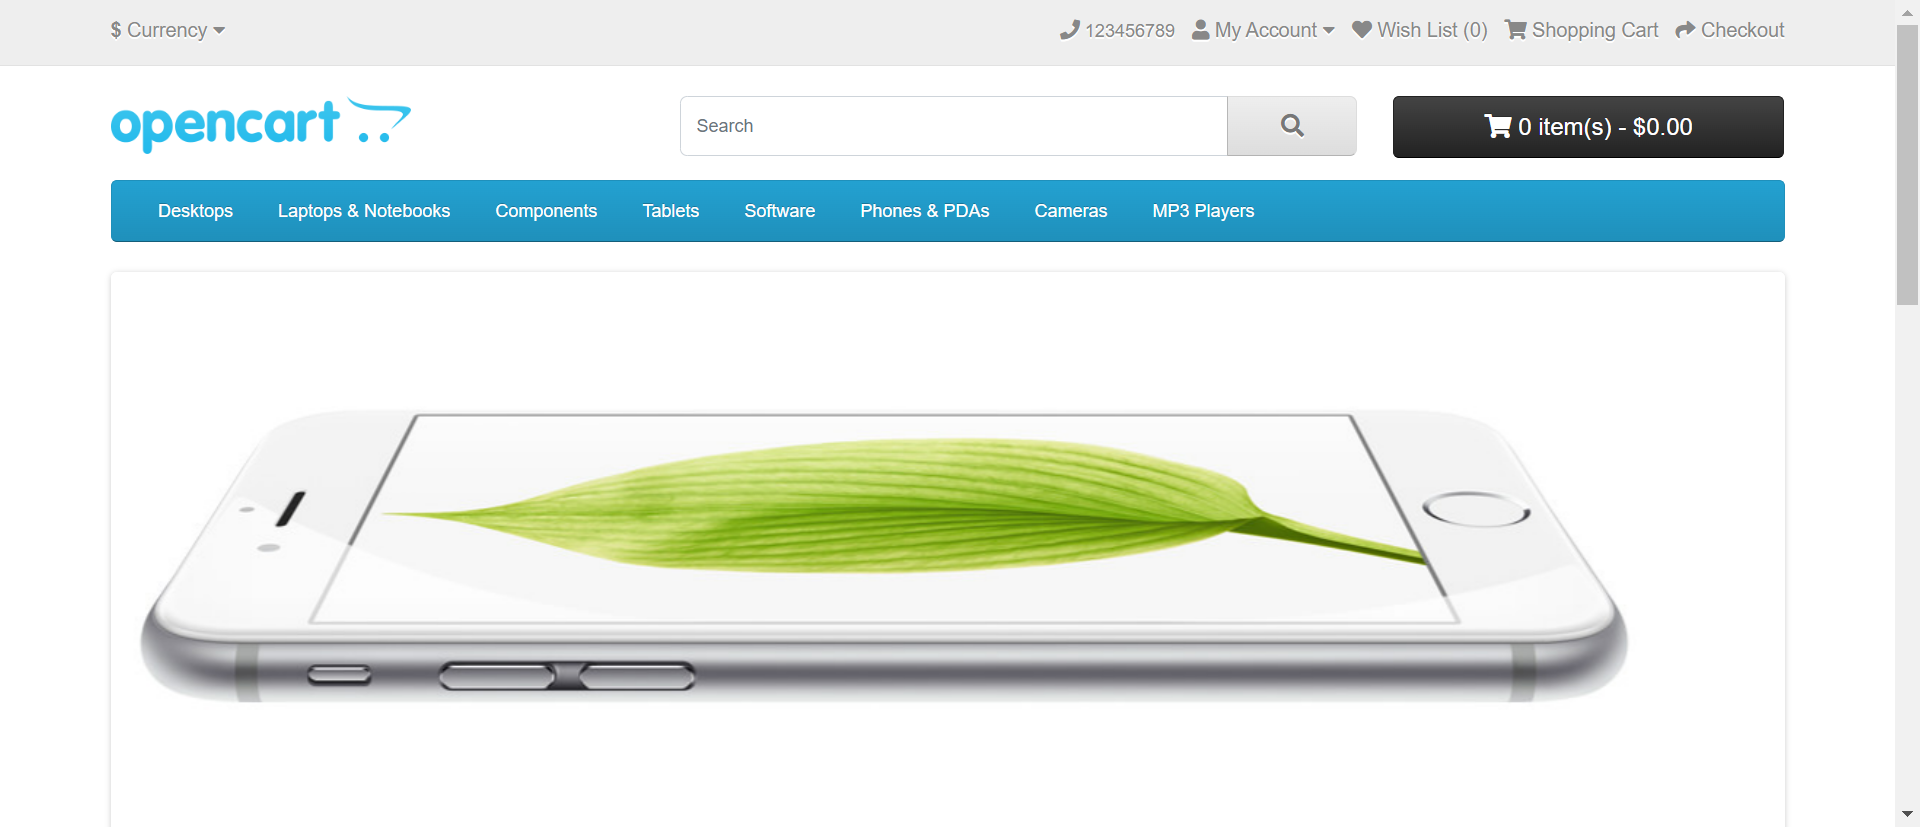 $ Currency
123456789 My Account Wish List (0) Shopping Cart Checkout
opencart
Search
0 item(s) - $0.00
Desktops Laptops & Notebooks Components Tablets Software Phones & PDAs Cameras MP3 Players